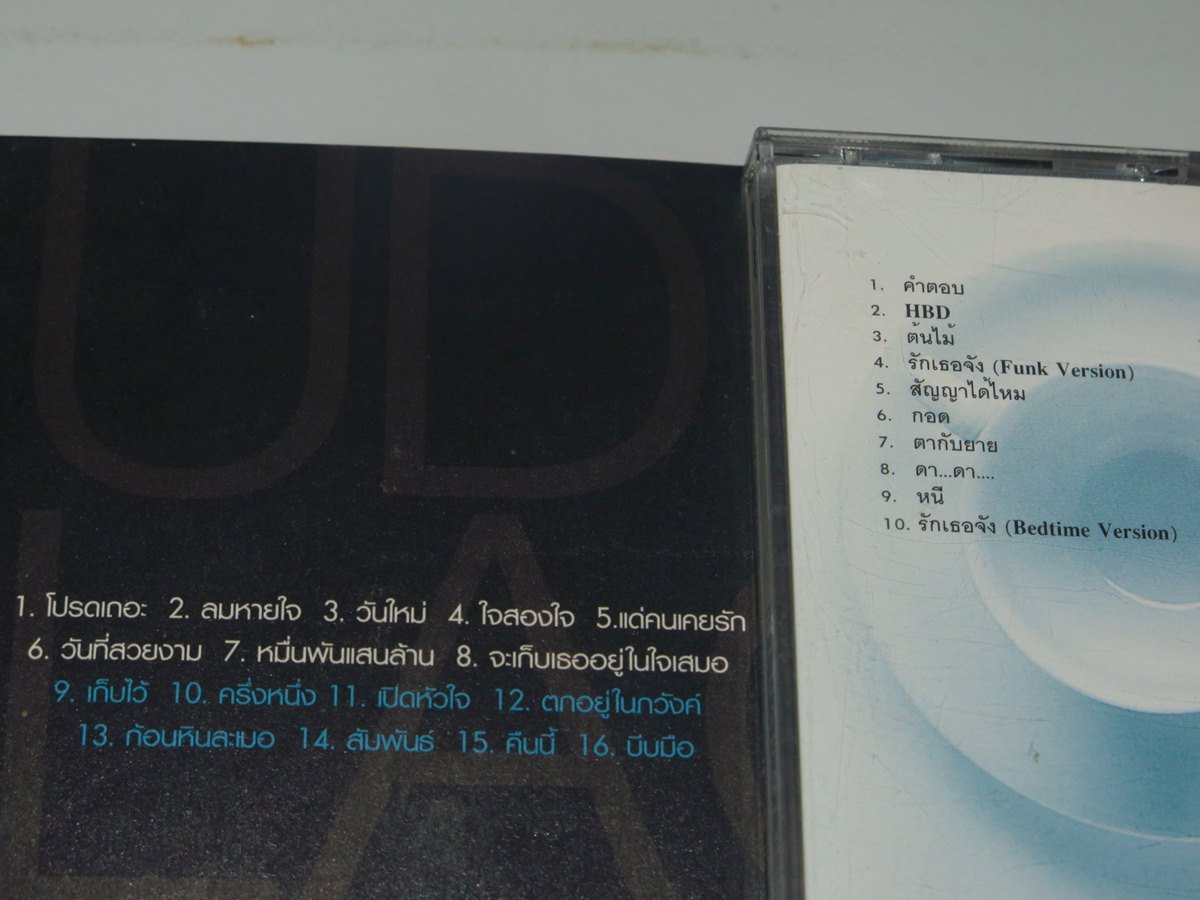 UD
LA
1. โปรดเถอะ 2. ลมหายใจ 3. วันใหม่ 4. ใจสองใจ 5.แด่คนเคยรัก
6. วันที่สวยงาม 7. หมื่นพันแสนล้าน 8. จะเก็บเธออยู่ในใจเสมอ
9. เก็บไว้ 10. ครึ่งหนึ่ง 11. เปิดหัวใจ 12. ตกอยู่ในภวังค์
13. ก้อนหินละเมอ 14. สัมพันธ์ 15. คืนนี้ 16. บีบมือ
1. คำตอบ
2. HBD
3. ต้นไม้
4. รักเธอจัง (Funk Version)
5. สัญญาได้ไหม
6. กอด
7. ตากับยาย
8. ดา...ดา....
9. หนี
10. รักเธอจัง (Bedtime Version)